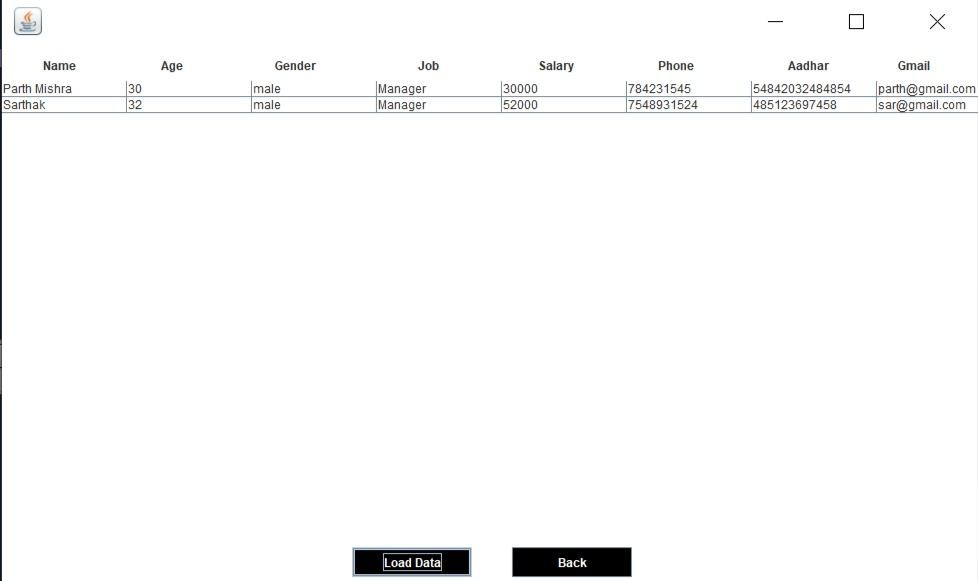 Name Age Gender Job Salary Phone Aadhar Gmail
Parth Mishra 30 male Manager 30000 784231545 54842032484854 parth@gmail.com
Sarthak 32 male Manager 52000 7548931524 485123697458 sar@gmail.com
Load Data Back